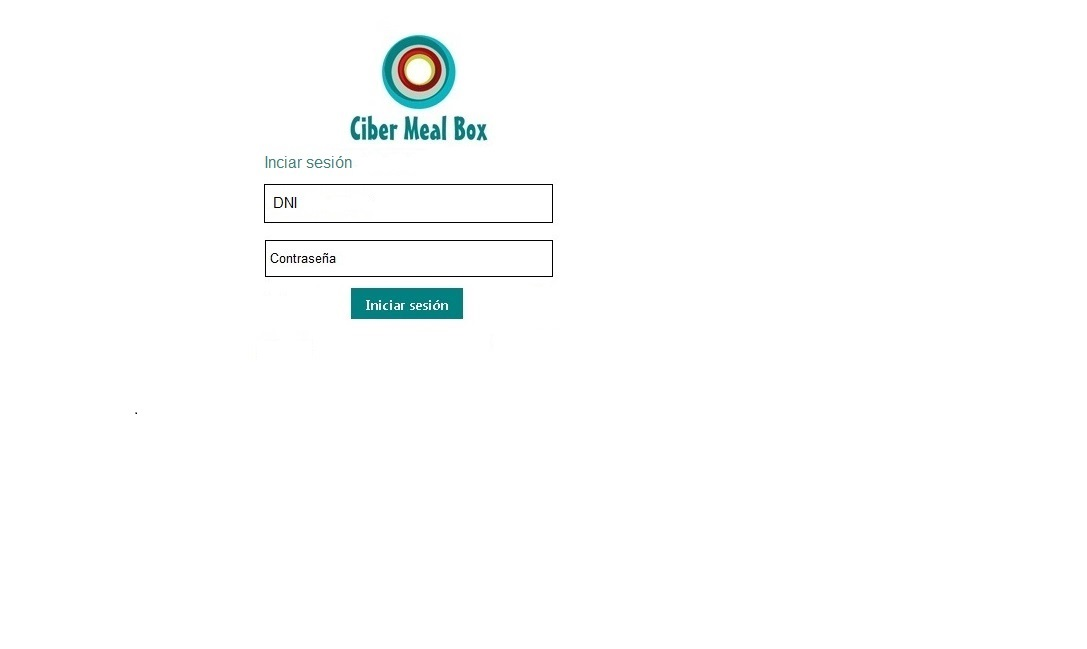 Ciber Meal Box
Inciar sesión
DNI
Contraseña
Iniciar sesión
.